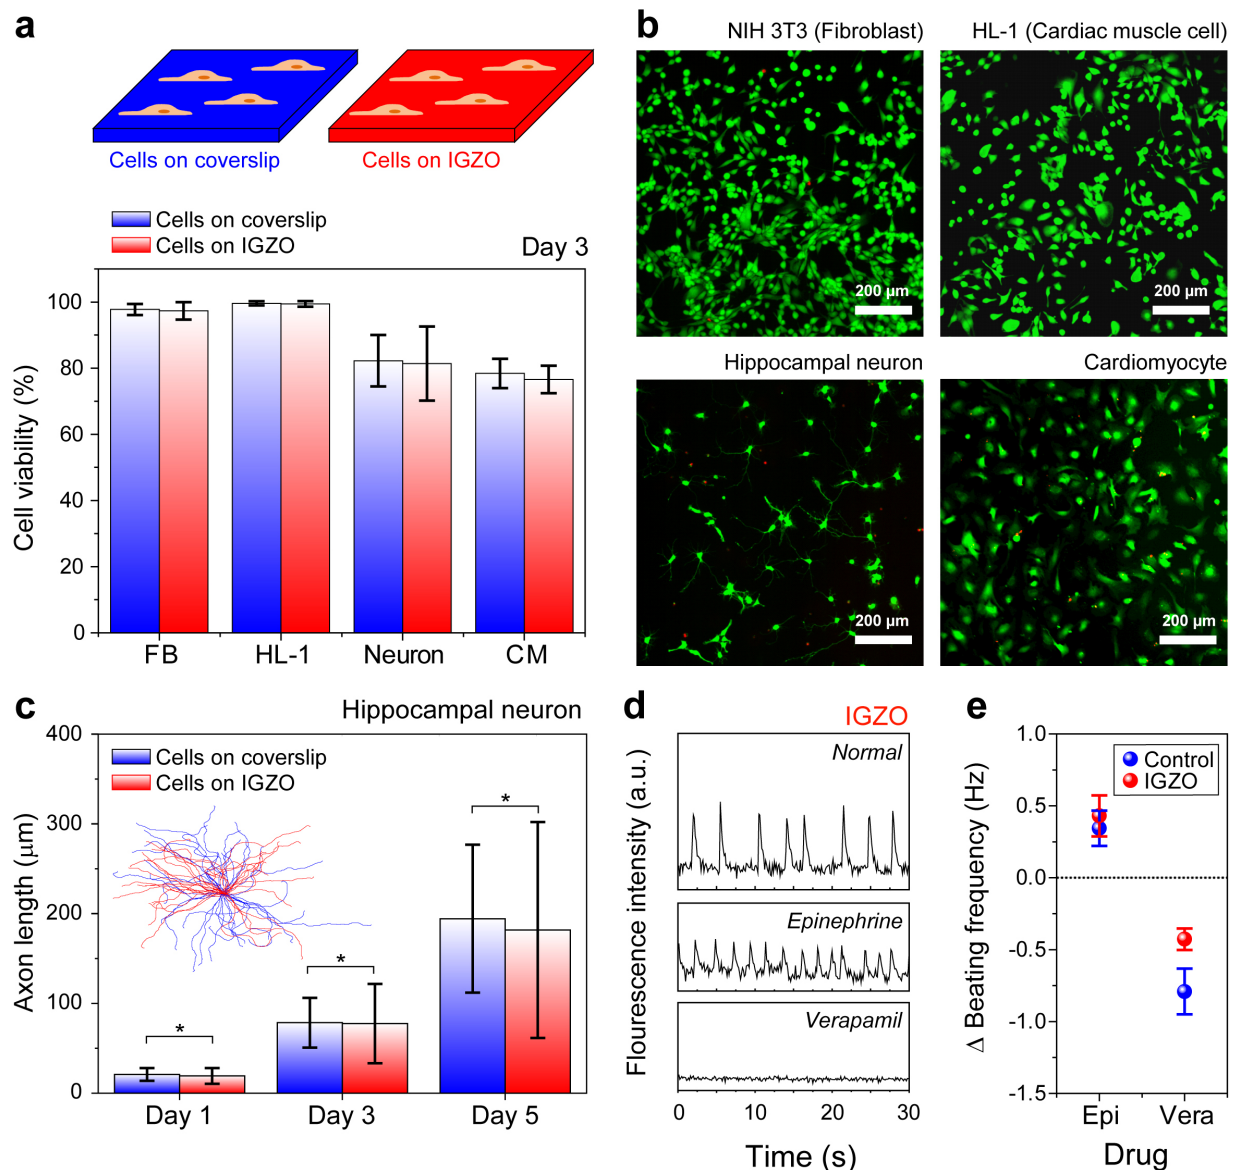 a
Cells on coverslip
Cells on IGZO
Cells on coverslip
Cells on IGZO
Day 3
Cell viability (%)
100
80
60
40
20
0
FB
HL-1
Neuron
CM
b
NIH 3T3 (Fibroblast)
HL-1 (Cardiac muscle cell)
200 µm
200 µm
Hippocampal neuron
Cardiomyocyte
200 µm
200 µm
c
Hippocampal neuron
Cells on coverslip
Cells on IGZO
Axon length (µm)
400
300
200
100
0
*
*
*
Day 1
Day 3
Day 5
d
IGZO
Flourescence intensity (a.u.)
Normal
Epinephrine
Verapamil
0
10
20
30
Time (s)
e
Δ Beating frequency (Hz)
1.0
0.5
0.0
-0.5
-1.0
-1.5
Control
IGZO
Epi
Vera
Drug